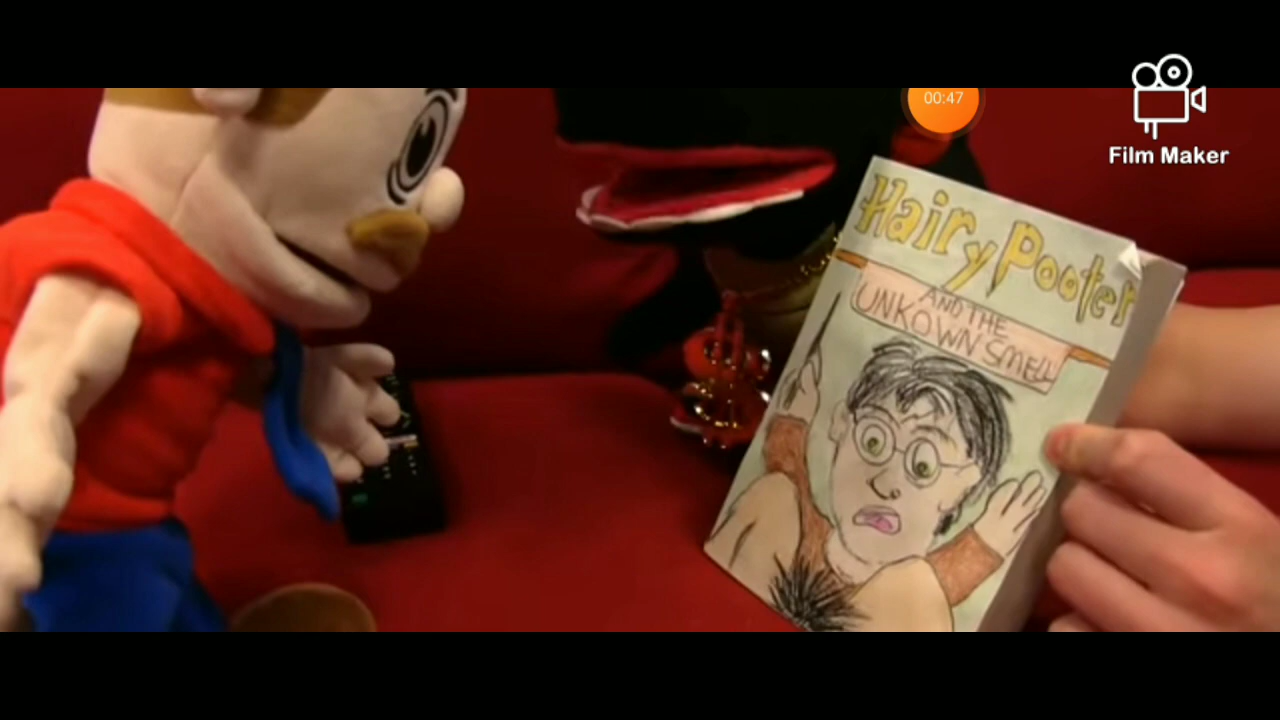 00:47
Film Maker
Hairy Pooter
AND THE
UNKOWN SMELL